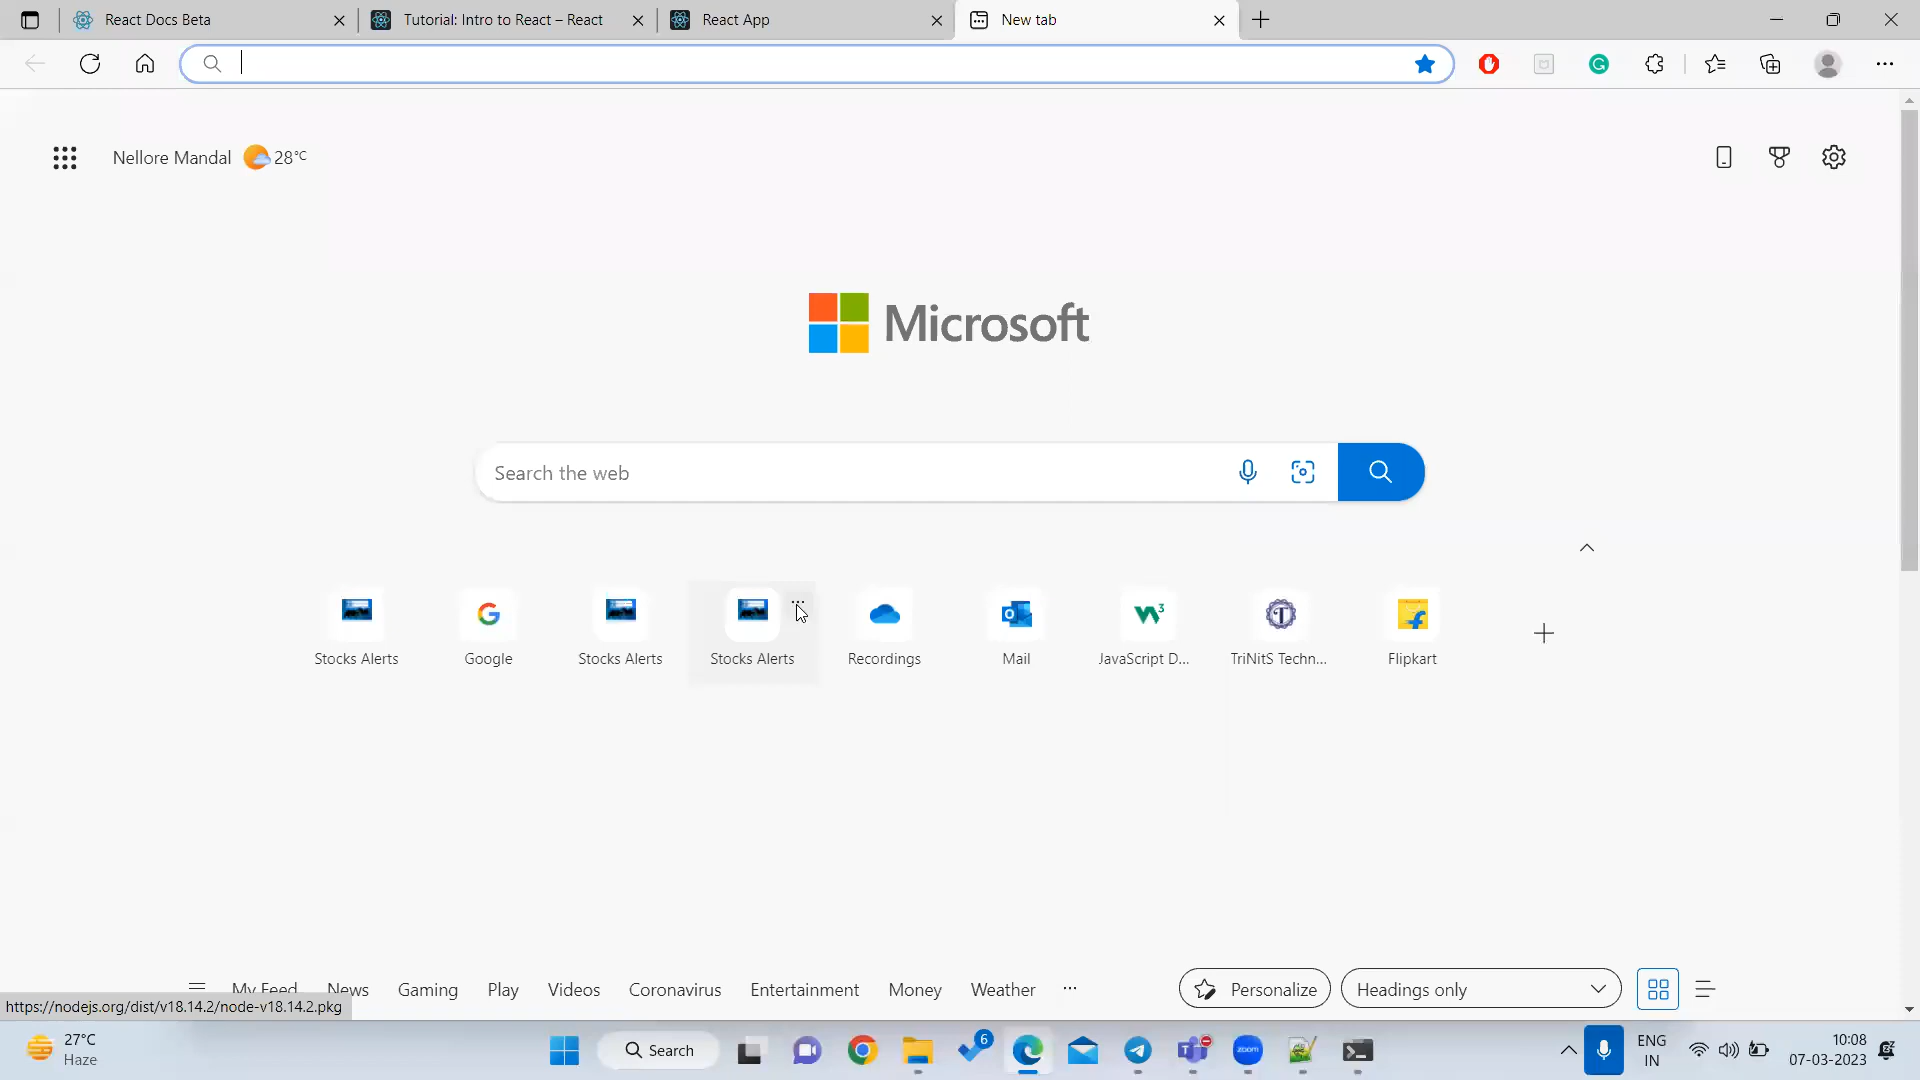 React Docs Beta
Tutorial: Intro to React – React
React App
New tab
Nellore Mandal
28°C
Microsoft
Search the web
Stocks Alerts
Google
Stocks Alerts
Stocks Alerts
Recordings
Mail
JavaScript D...
TriNitS Techn...
Flipkart
My Feed
News
Gaming
Play
Videos
Coronavirus
Entertainment
Money
Weather
Personalize
Headings only
https://nodejs.org/dist/v18.14.2/node-v18.14.2.pkg
27°C
Haze
Search
6
zoom
ENG
IN
10:08
07-03-2023